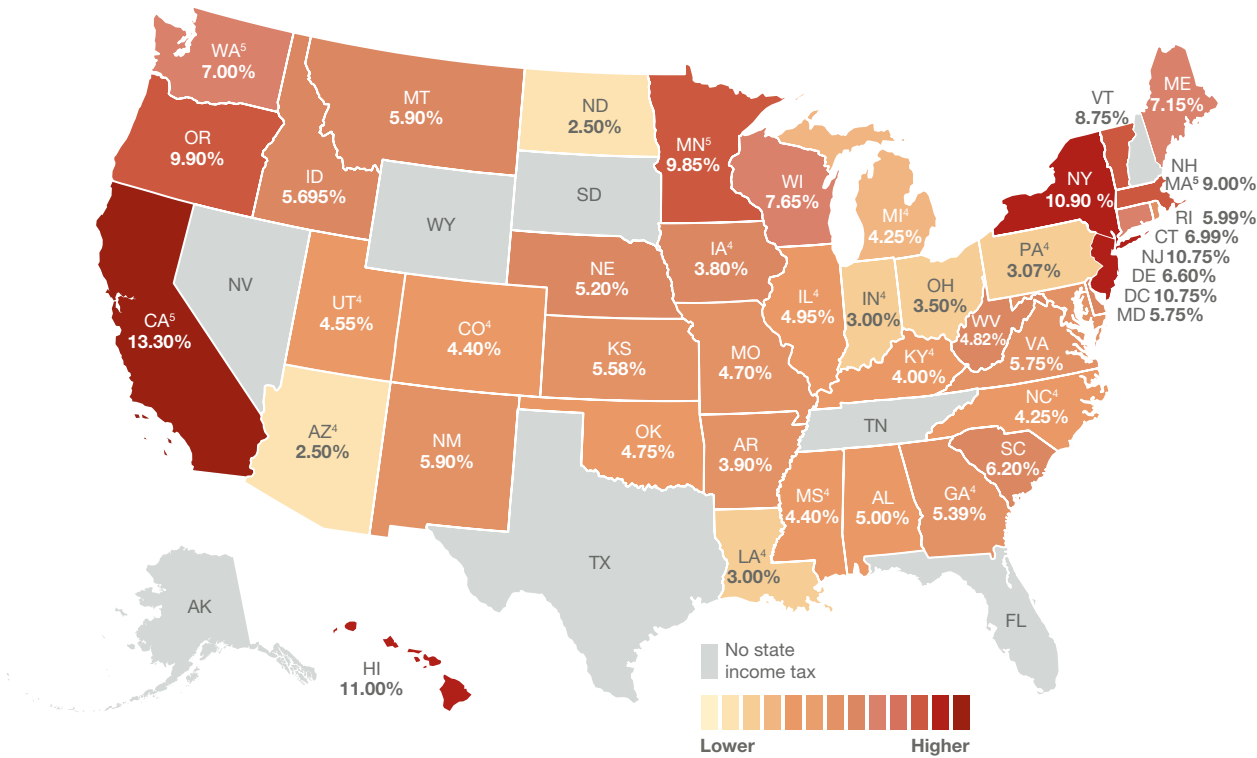 WA⁵
7.00%
MT
5.90%
ND
2.50%
MN⁵
9.85%
VT
8.75%
ME
7.15%
OR
9.90%
ID
5.695%
WY
SD
WI
7.65%
MI⁴
4.25%
NY
10.90 %
NH
MA⁵ 9.00%
RI 5.99%
CT 6.99%
NJ 10.75%
DE 6.60%
DC 10.75%
MD 5.75%
NV
UT⁴
4.55%
CO⁴
4.40%
NE
5.20%
IA⁴
3.80%
IL⁴
4.95%
IN⁴
3.00%
OH
3.50%
PA⁴
3.07%
CA⁵
13.30%
KS
5.58%
MO
4.70%
KY⁴
4.00%
WV
4.82%
VA
5.75%
AZ⁴
2.50%
NM
5.90%
OK
4.75%
AR
3.90%
TN
NC⁴
4.25%
SC
6.20%
MS⁴
4.40%
AL
5.00%
GA⁴
5.39%
TX
LA⁴
3.00%
FL
AK
HI
11.00%
No state
income tax
Lower
Higher